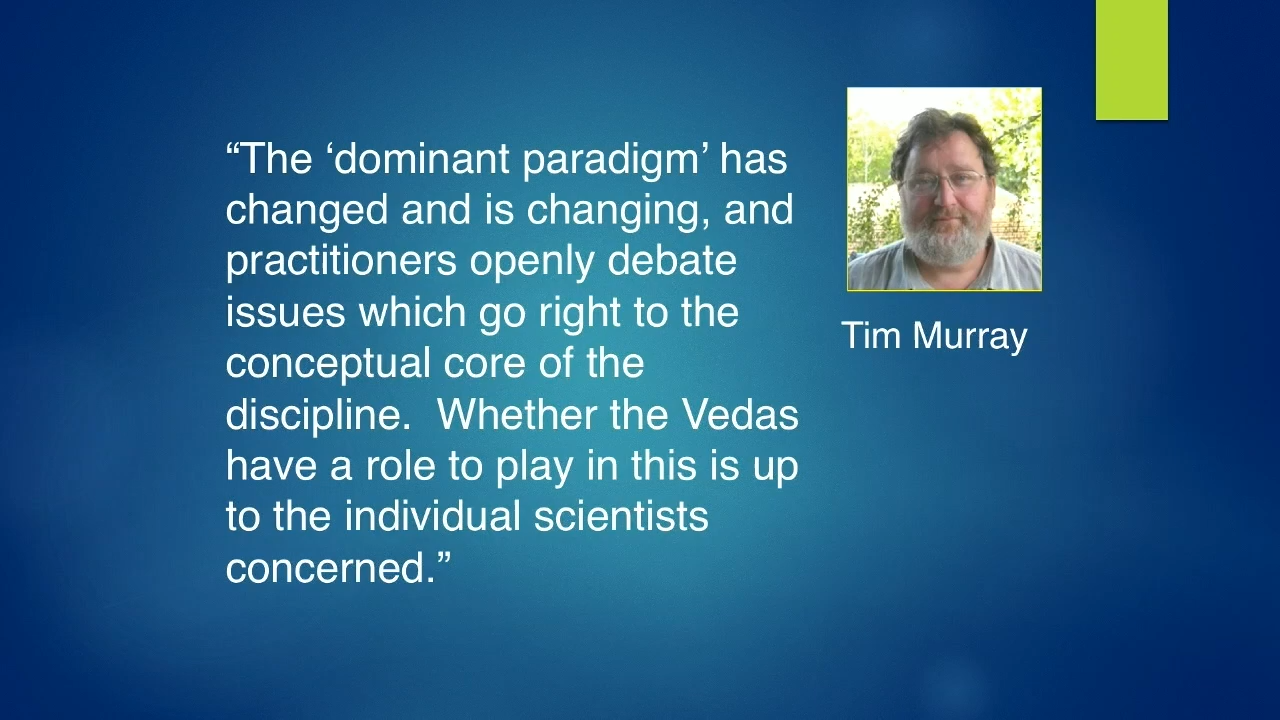 “The ‘dominant paradigm’ has
changed and is changing, and
practitioners openly debate
issues which go right to the
conceptual core of the
discipline.  Whether the Vedas
have a role to play in this is up
to the individual scientists
concerned.”
Tim Murray